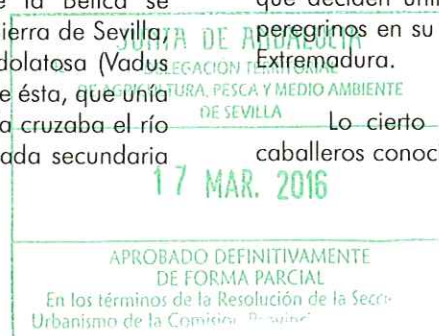 de la Bética se
ierra de Sevilla,
dolatosa (Vadus
e ésta, que unía
a cruzaba el río
ada secundaria
que deciden
peregrinos en su
Extremadura.
Lo cierto
caballeros conoc
JUNTA DE ANDALUCIA
DELEGACION TERRITORIAL
DE AGRICULTURA, PESCA Y MEDIO AMBIENTE
DE SEVILLA
17 MAR. 2016
APROBADO DEFINITIVAMENTE
DE FORMA PARCIAL
En los términos de la Resolución de la Secc
Urbanismo de la Comisión